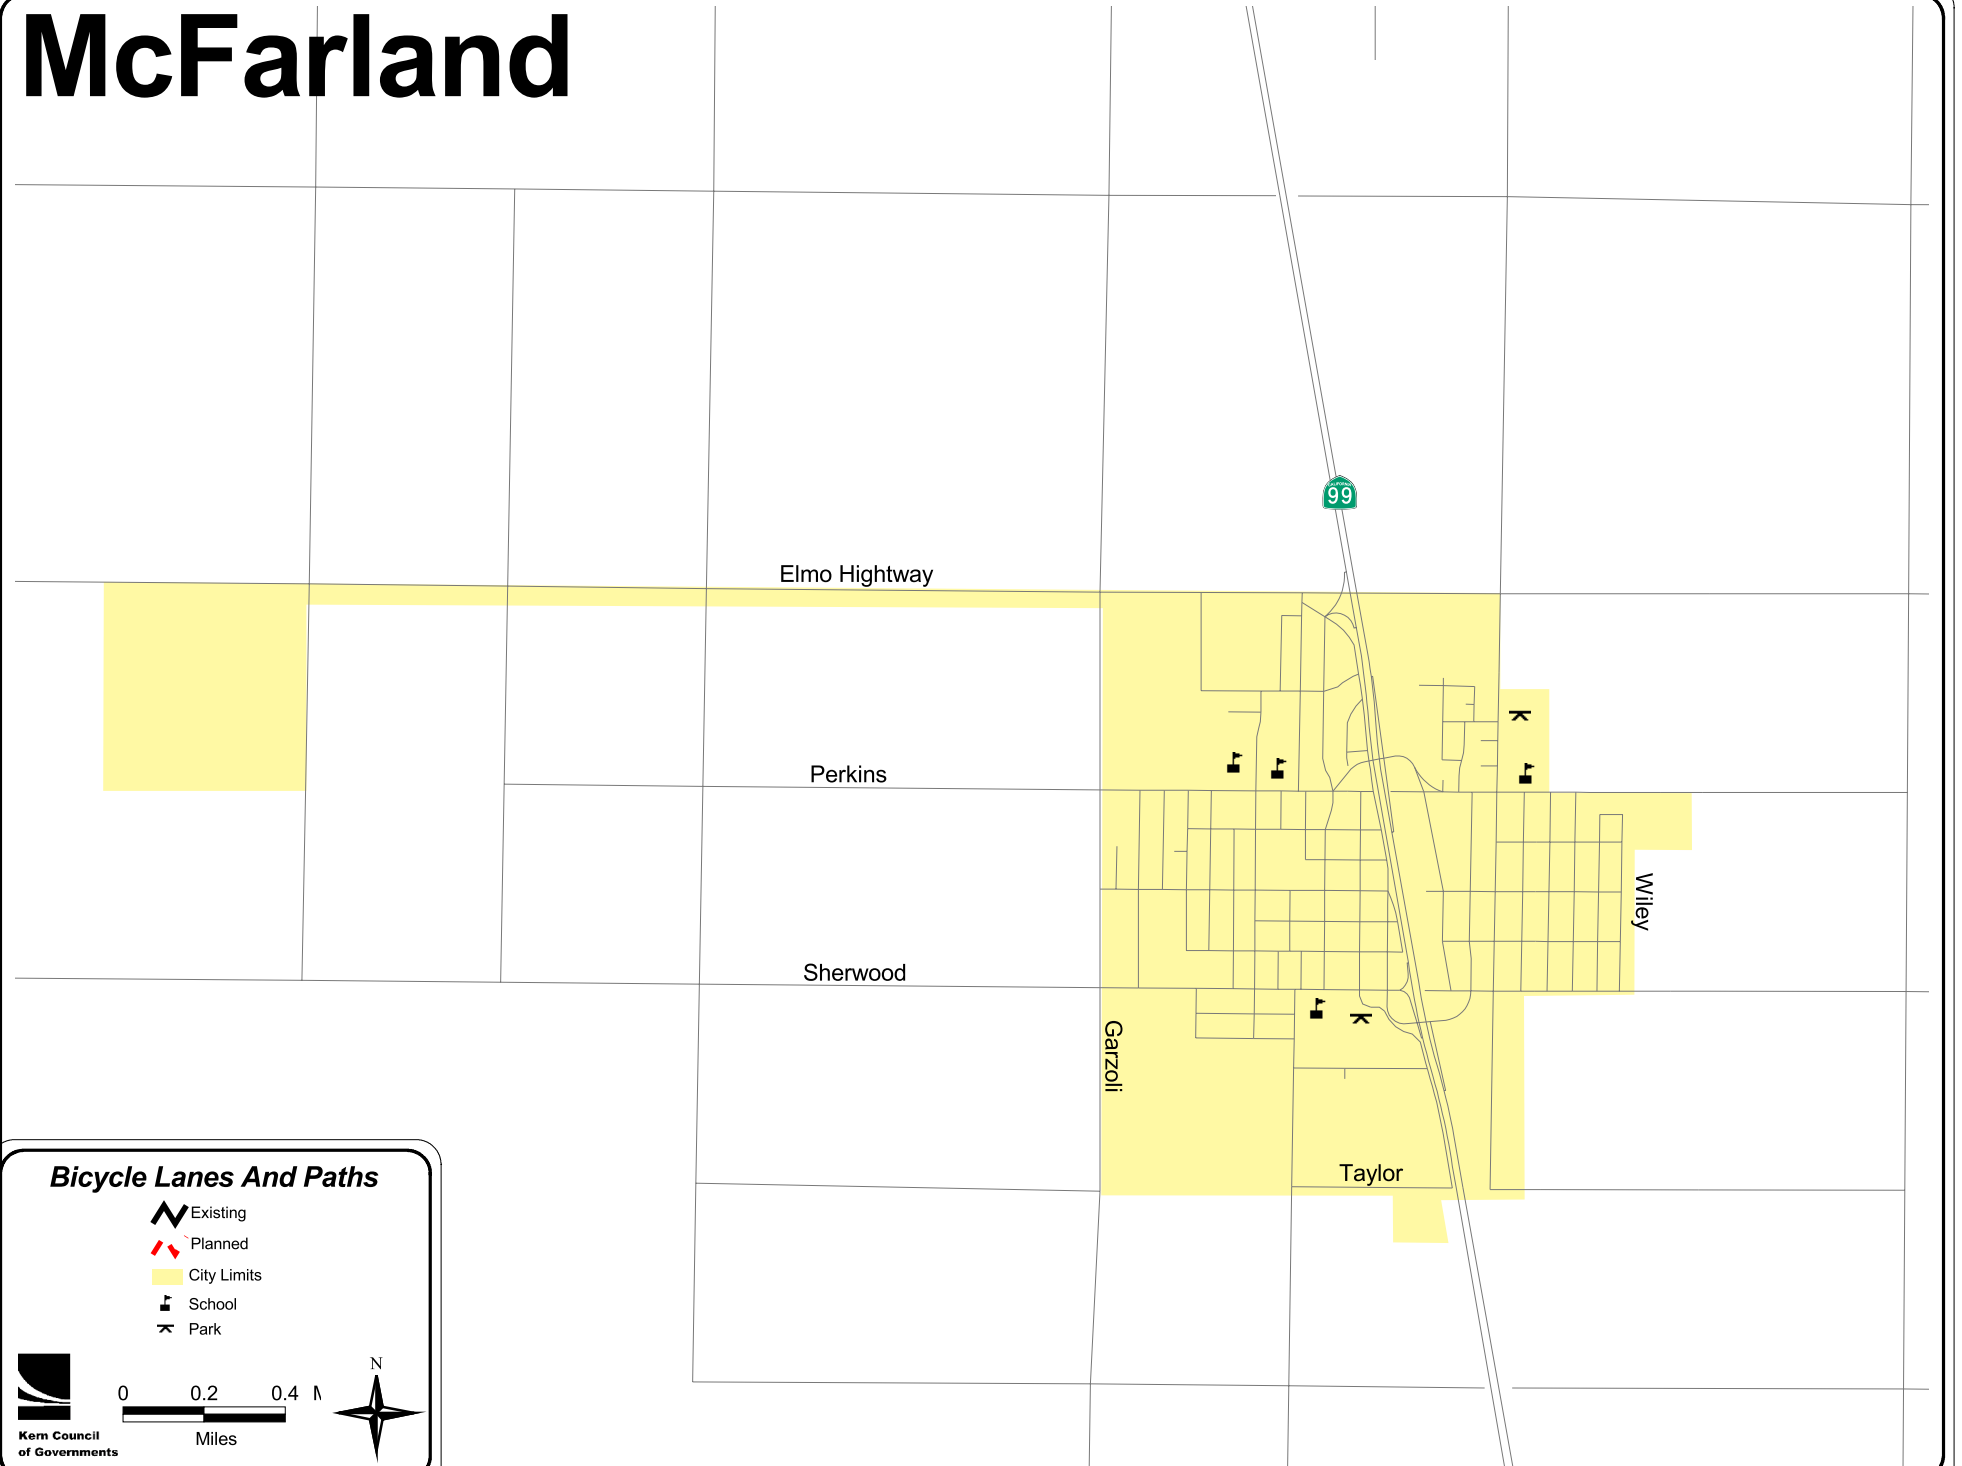 McFarland
CALIFORNIA
99
Elmo Hightway
Perkins
Wiley
Sherwood
Garzoli
Taylor
Bicycle Lanes And Paths
Existing
Planned
City Limits
School
Park
N
0 0.2 0.4
Miles
Kern Council
of Governments